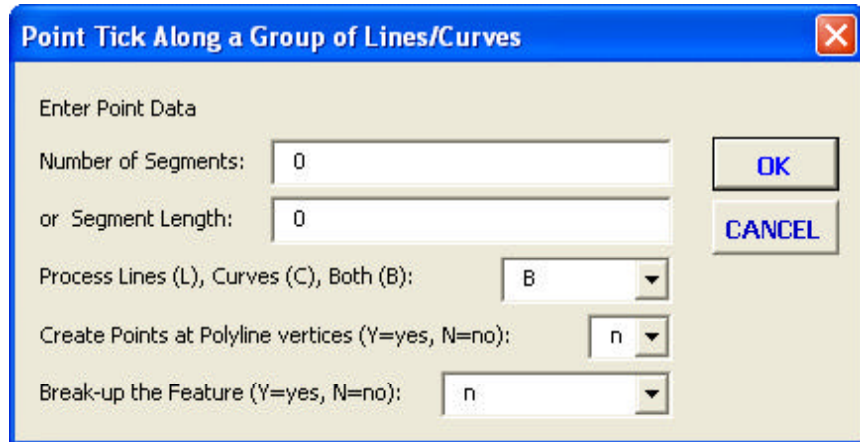 Point Tick Along a Group of Lines/Curves
Enter Point Data
Number of Segments: 0
OK
or Segment Length: 0
CANCEL
Process Lines (L), Curves (C), Both (B): B
Create Points at Polyline vertices (Y=yes, N=no): n
Break-up the Feature (Y=yes, N=no): n